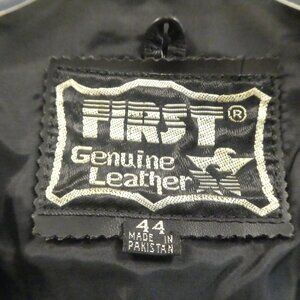 FIRST®
Genuine
Leather
44
MADE IN
PAKISTAN